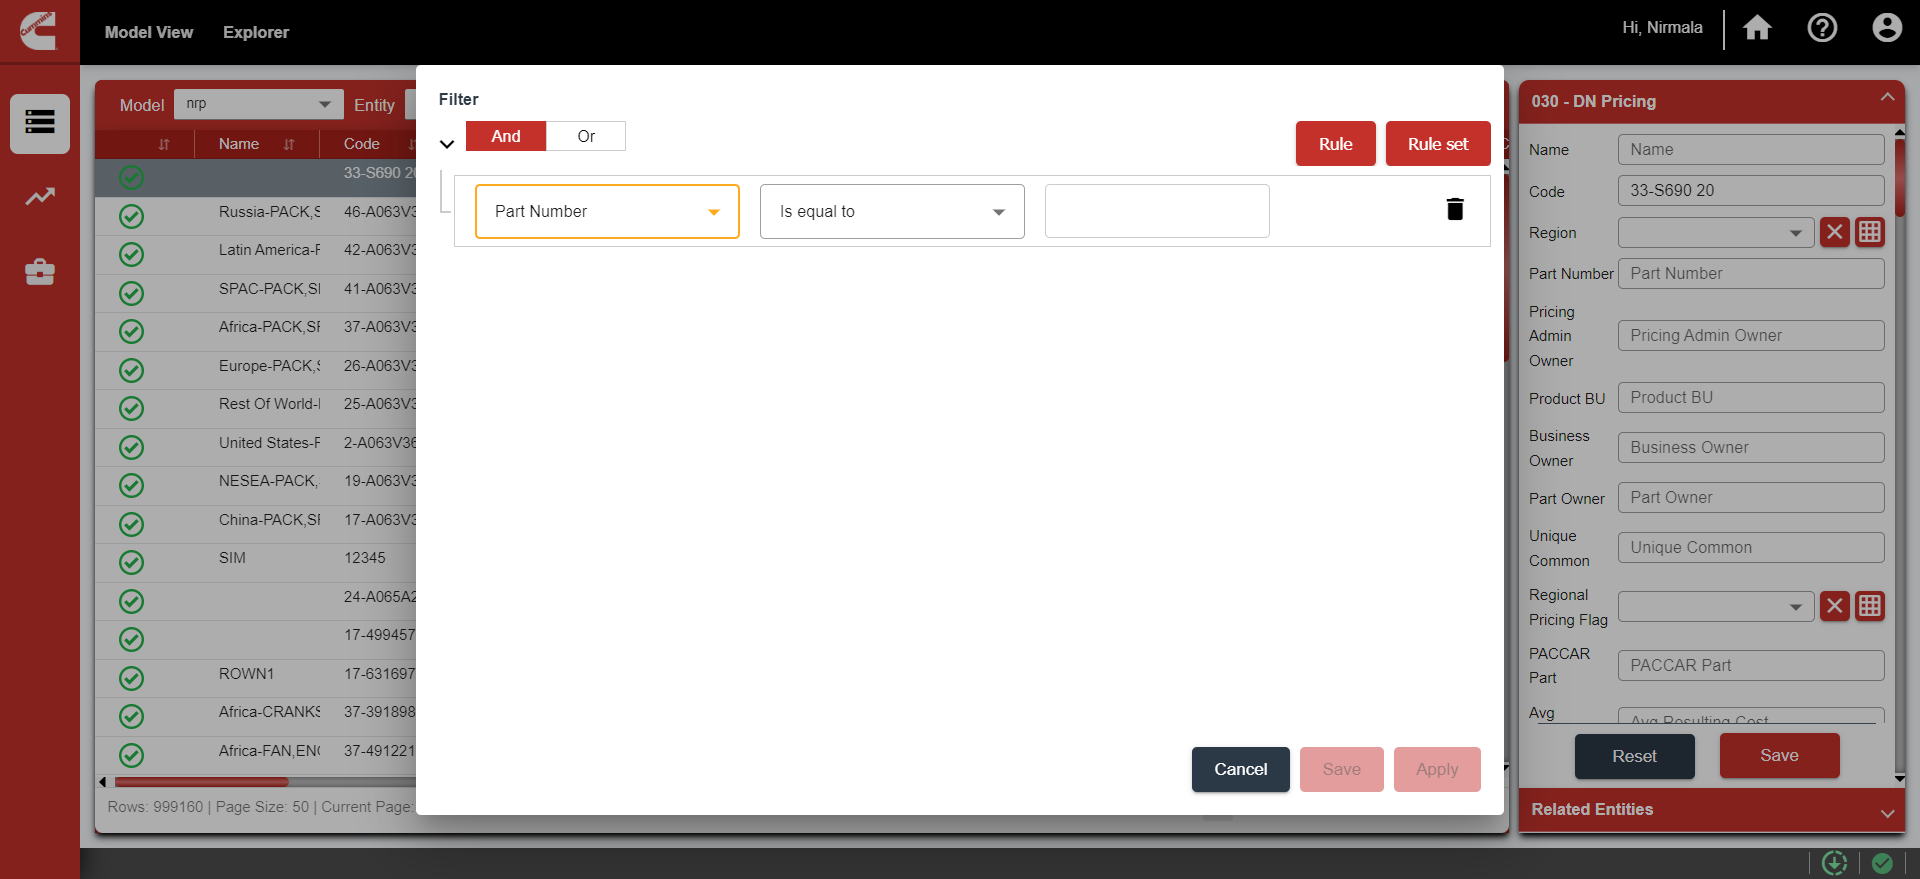 Cummins
Model View Explorer
Hi, Nirmala
Model nrp Entity
Name Code
33-S690 20
Russia-PACK,S 46-A063V3
Latin America-F 42-A063V3
SPAC-PACK,SI 41-A063V3
Africa-PACK,SF 37-A063V3
Europe-PACK,S 26-A063V3
Rest Of World-I 25-A063V3
United States-F 2-A063V36
NESEA-PACK, 19-A063V3
China-PACK,SI 17-A063V3
SIM 12345
24-A065A2
17-499457
ROWN1 17-631697
Africa-CRANKS 37-391898
Africa-FAN,EN 37-491221
Rows: 999160 | Page Size: 50 | Current Page:
Filter
And Or
Rule Rule set
Part Number Is equal to
Cancel Save Apply
030 - DN Pricing
Name Name
Code 33-S690 20
Region
Part Number Part Number
Pricing
Admin
Owner
Pricing Admin Owner
Product BU Product BU
Business
Owner
Business Owner
Part Owner Part Owner
Unique
Common
Unique Common
Regional
Pricing Flag
PACCAR
Part
PACCAR Part
Avg
Avg Resulting Cost
Reset Save
Related Entities